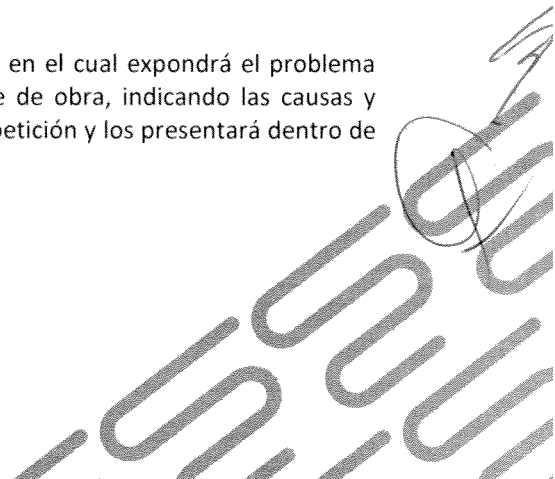 en el cual expondrá el problema
e de obra, indicando las causas y
petición y los presentará dentro de